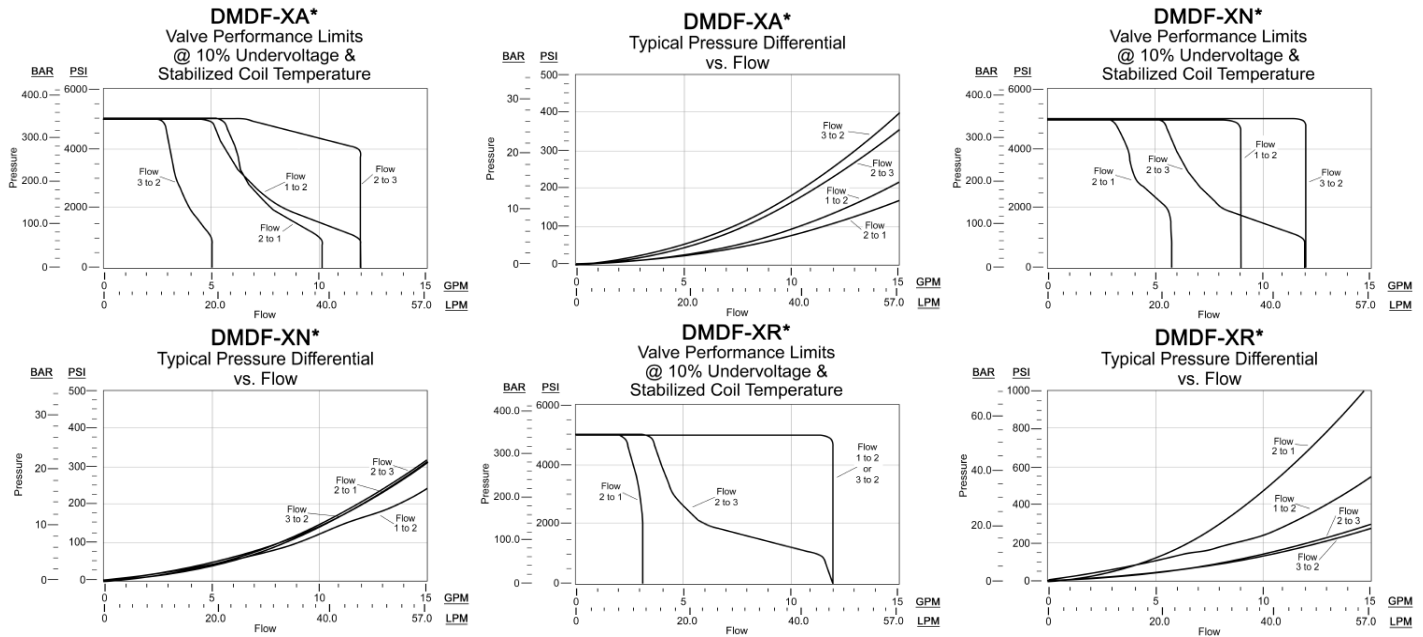 DMDF-XA*
Valve Performance Limits
@ 10% Undervoltage &
Stabilized Coil Temperature
BAR PSI
400.0 6000
300.0
4000
200.0
2000
100.0
0 0
Pressure
Flow
3 to 2
Flow
1 to 2
Flow
2 to 1
Flow
2 to 3
0 5 10 15 GPM
0 20.0 40.0 57.0 LPM
Flow
DMDF-XA*
Typical Pressure Differential
vs. Flow
BAR PSI
500
30 400
300
20
200
10 100
0 0
Pressure
Flow
3 to 2
Flow
2 to 3
Flow
1 to 2
Flow
2 to 1
0 5 10 15 GPM
0 20.0 40.0 57.0 LPM
Flow
DMDF-XN*
Valve Performance Limits
@ 10% Undervoltage &
Stabilized Coil Temperature
BAR PSI
400.0 6000
300.0
4000
200.0
2000
100.0
0 0
Pressure
Flow
2 to 1
Flow
2 to 3
Flow
1 to 2
Flow
3 to 2
0 5 10 15 GPM
0 20.0 40.0 57.0 LPM
Flow
DMDF-XN*
Typical Pressure Differential
vs. Flow
BAR PSI
500
30 400
300
20
200
10 100
0 0
Pressure
Flow
2 to 3
Flow
2 to 1
Flow
3 to 2
Flow
1 to 2
0 5 10 15 GPM
0 20.0 40.0 57.0 LPM
Flow
DMDF-XR*
Valve Performance Limits
@ 10% Undervoltage &
Stabilized Coil Temperature
BAR PSI
400.0 6000
300.0
4000
200.0
2000
100.0
0 0
Pressure
Flow
2 to 1
Flow
2 to 3
Flow
1 to 2
or
3 to 2
0 5 10 15 GPM
0 20.0 40.0 57.0 LPM
Flow
DMDF-XR*
Typical Pressure Differential
vs. Flow
BAR PSI
1000
60.0 800
600
40.0
400
20.0 200
0 0
Pressure
Flow
2 to 1
Flow
1 to 2
Flow
2 to 3
Flow
3 to 2
0 5 10 15 GPM
0 20.0 40.0 57.0 LPM
Flow